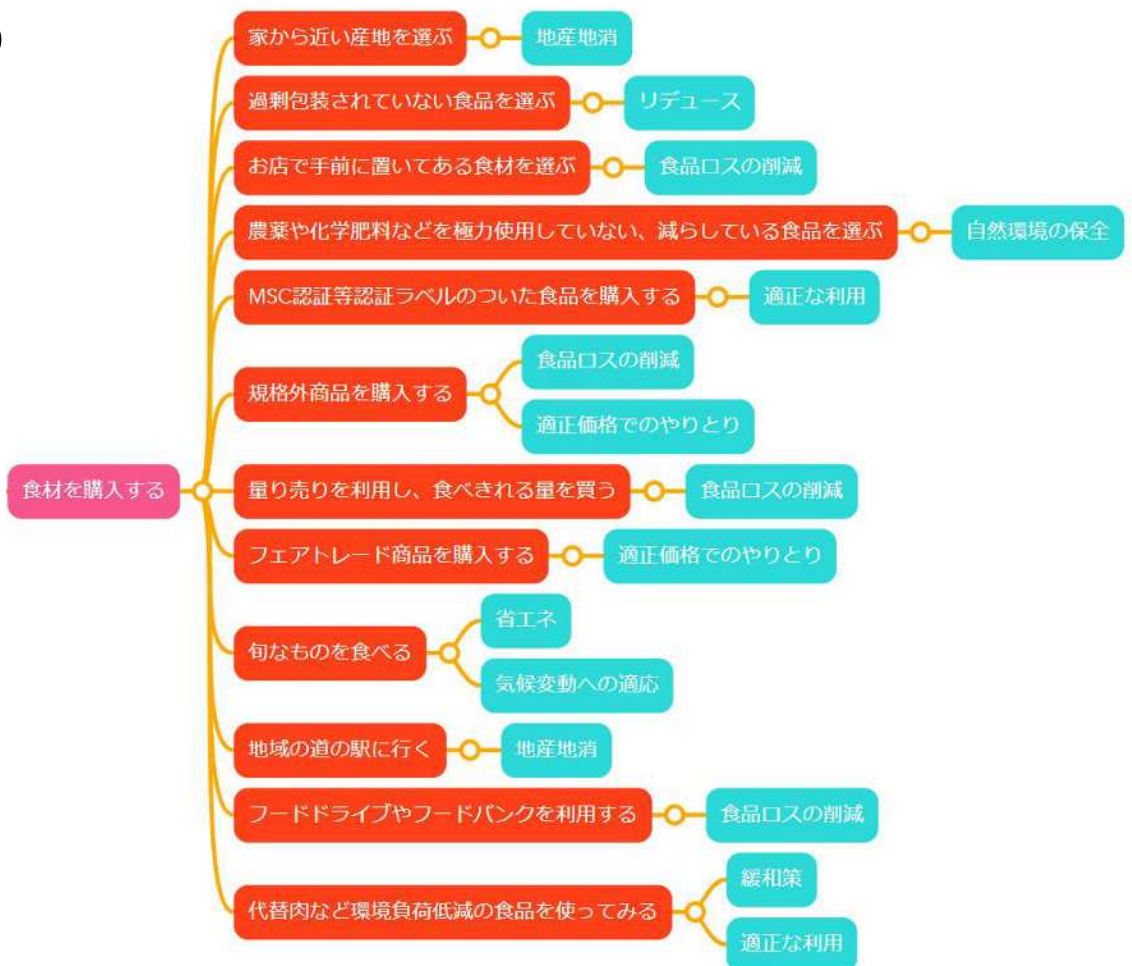 )
家から近い産地を選ぶ
地産地消
過剰包装されていない食品を選ぶ
リデュース
お店で手前に置いてある食材を選ぶ
食品ロスの削減
農薬や化学肥料などを極力使用していない、減らしている食品を選ぶ
自然環境の保全
MSC認証等認証ラベルのついた食品を購入する
適正な利用
規格外商品を購入する
食品ロスの削減
適正価格でのやりとり
食材を購入する
量り売りを利用し、食べきれる量を買う
食品ロスの削減
フェアトレード商品を購入する
適正価格でのやりとり
旬なものを食べる
省エネ
気候変動への適応
地域の道の駅に行く
地産地消
フードドライブやフードバンクを利用する
食品ロスの削減
代替肉など環境負荷低減の食品を使ってみる
緩和策
適正な利用